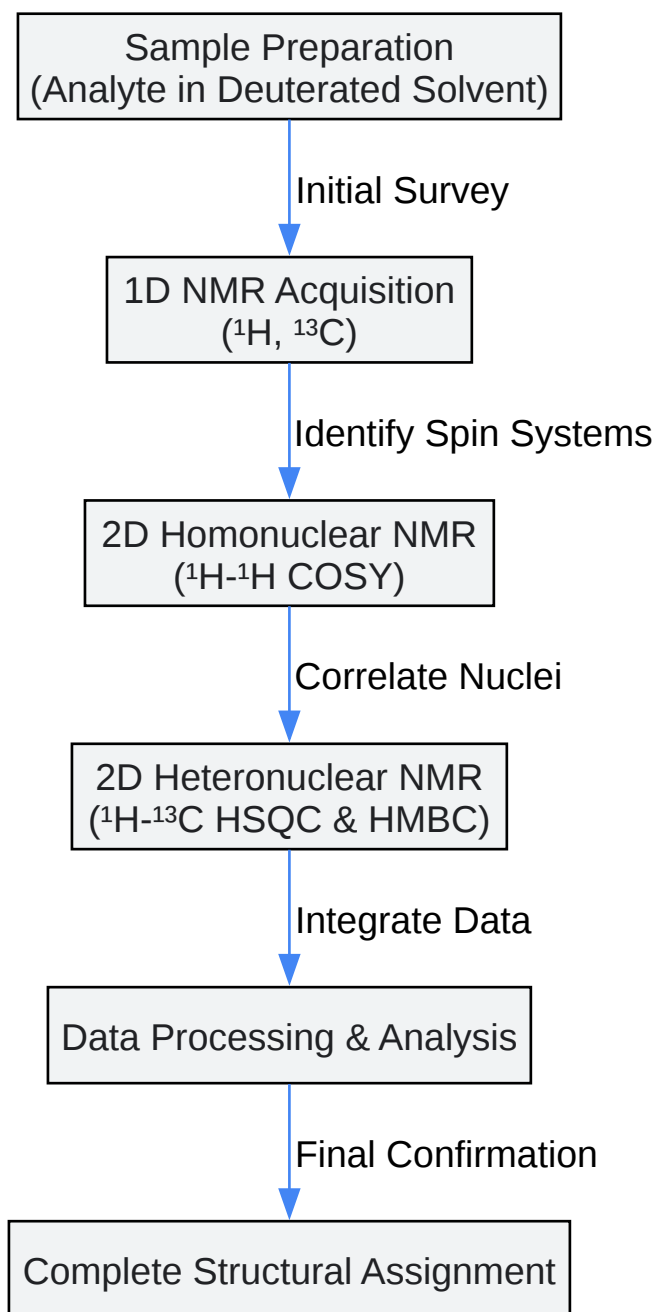 Sample Preparation
(Analyte in Deuterated Solvent)
Initial Survey
1D NMR Acquisition
(¹H, ¹³C)
Identify Spin Systems
2D Homonuclear NMR
(¹H-¹H COSY)
Correlate Nuclei
2D Heteronuclear NMR
(¹H-¹³C HSQC & HMBC)
Integrate Data
Data Processing & Analysis
Final Confirmation
Complete Structural Assignment